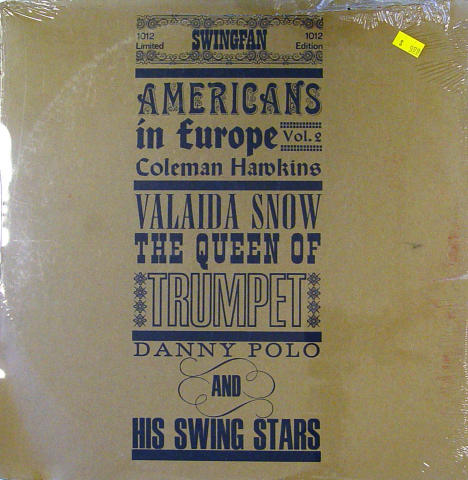 1012 SWINGFAN 1012
Limited Edition
AMERICANS
in Europe Vol. 2
Coleman Hawkins
VALAIDA SNOW
THE QUEEN OF
TRUMPET
DANNY POLO
AND
HIS SWING STARS
$